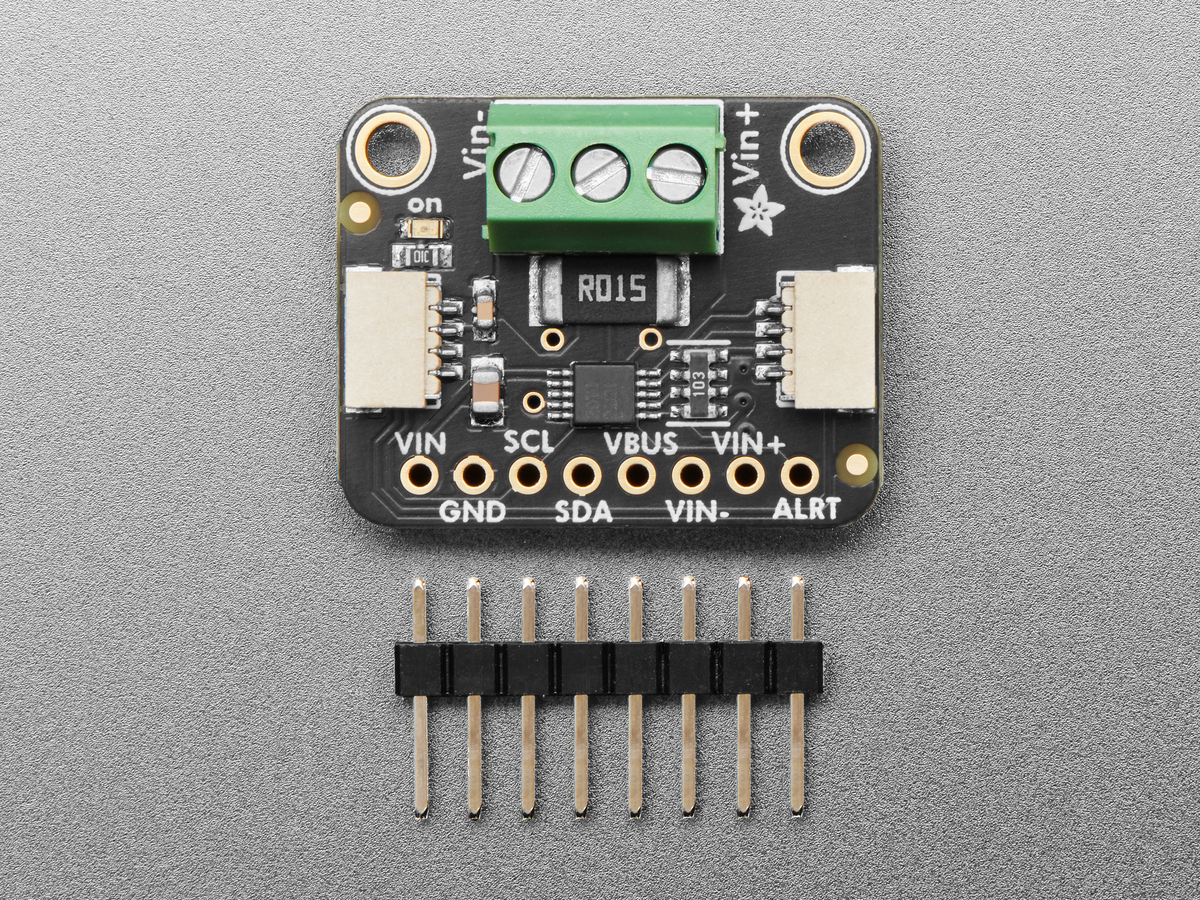 Vin-
Vin+
on
R015
103
VIN SCL VBUS VIN+
GND SDA VIN- ALRT